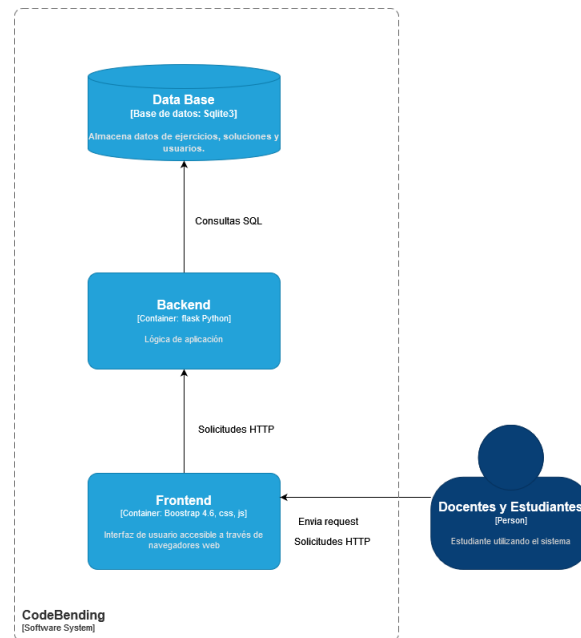 Data Base
[Base de datos: Sqlite3]
Almacena datos de ejercicios, soluciones y
usuarios.
Consultas SQL
Backend
[Container: flask Python]
Lógica de aplicación
Solicitudes HTTP
Frontend
[Container: Boostrap 4.6, css, js]
Interfaz de usuario accesible a través de
navegadores web
Envia request
Solicitudes HTTP
Docentes y Estudiantes
[Person]
Estudiante utilizando el sistema
CodeBending
[Software System]